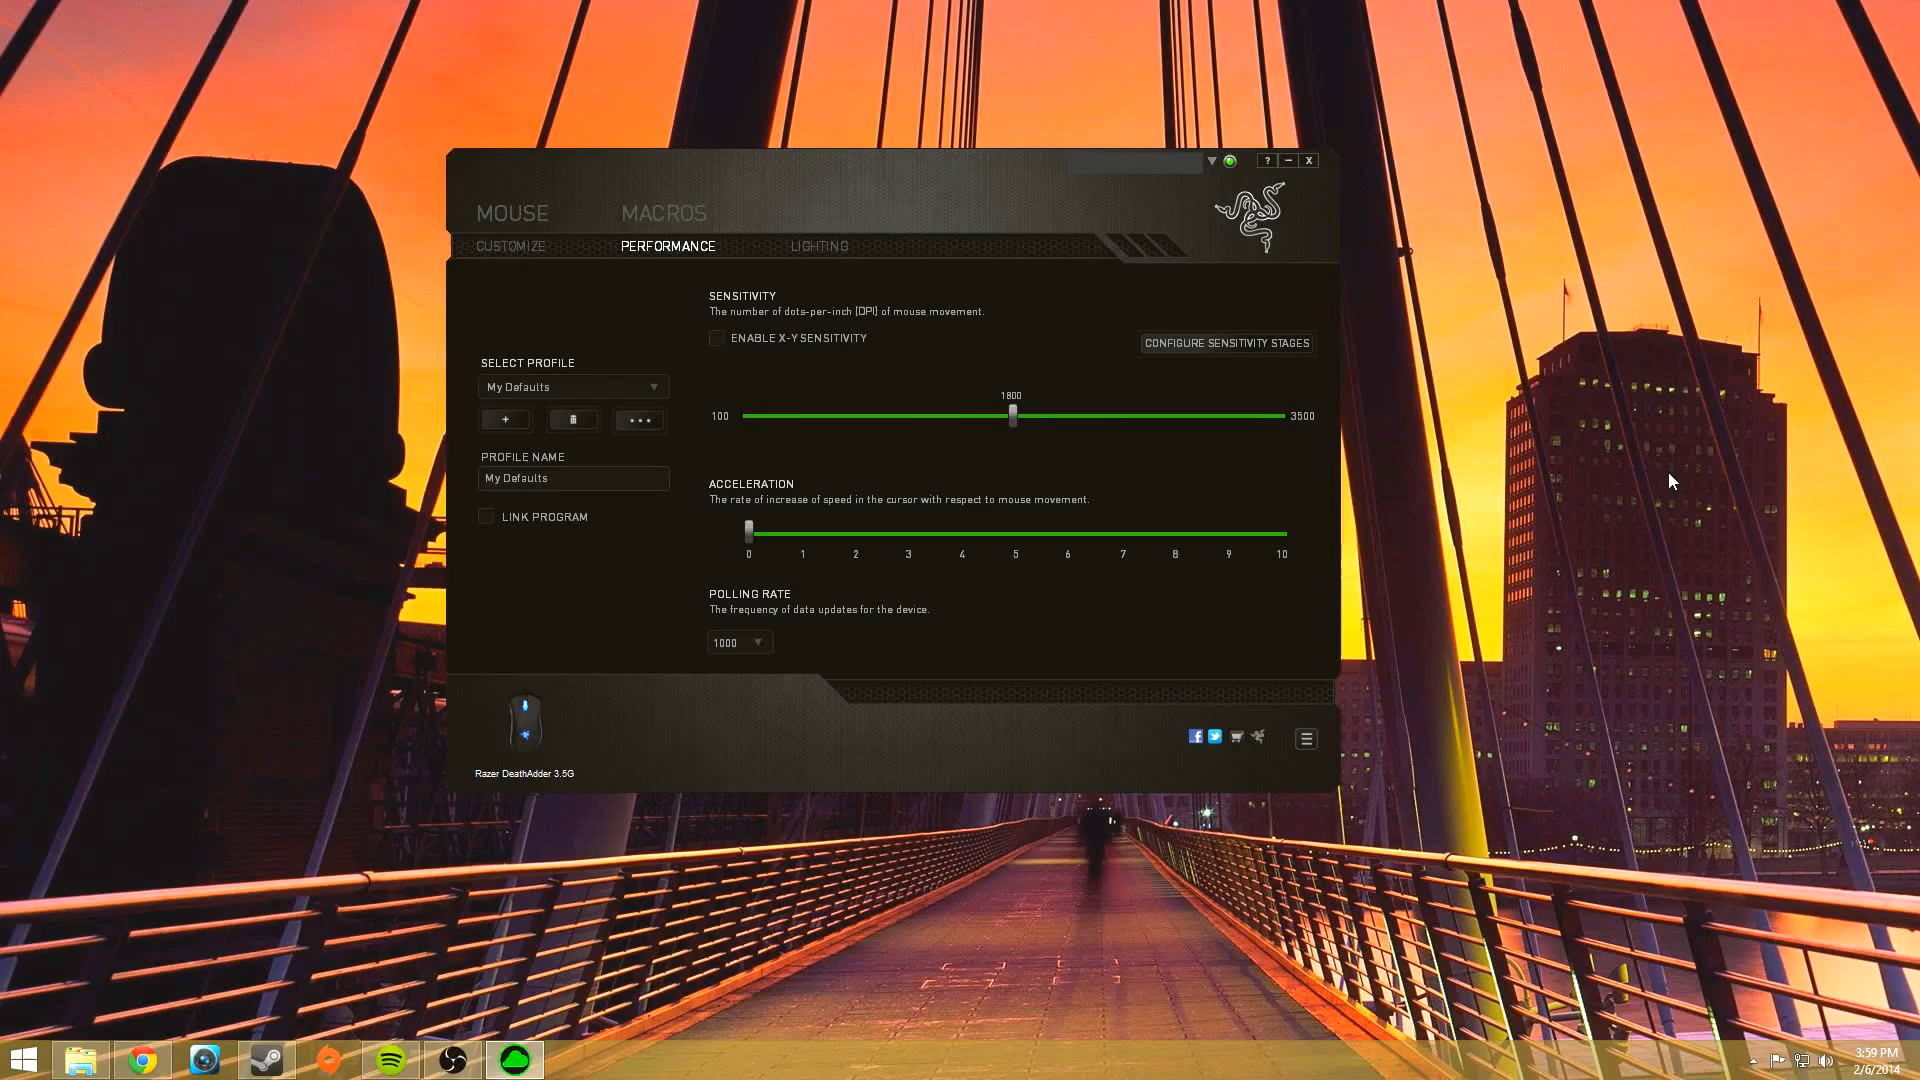 ? – X
MOUSE MACROS
CUSTOMIZE PERFORMANCE LIGHTING
SENSITIVITY
The number of dots-per-inch (DPI) of mouse movement.
ENABLE X-Y SENSITIVITY
CONFIGURE SENSITIVITY STAGES
SELECT PROFILE
My Defaults
1800
100 3500
+ •••
PROFILE NAME
My Defaults
LINK PROGRAM
ACCELERATION
The rate of increase of speed in the cursor with respect to mouse movement.
0 1 2 3 4 5 6 7 8 9 10
POLLING RATE
The frequency of data updates for the device.
1000
Razer DeathAdder 3.5G
3:59 PM
2/6/2014